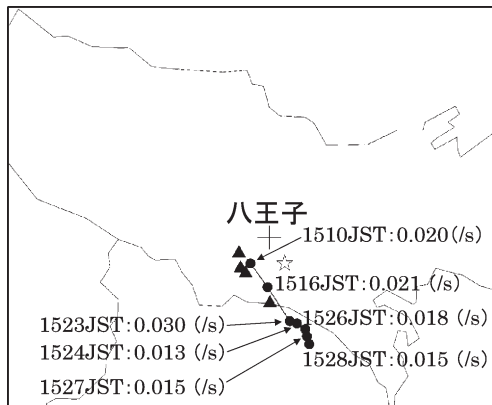 八王子
1510JST:0.020(/s)
1516JST:0.021(/s)
1523JST:0.030 (/s)
1526JST:0.018 (/s)
1524JST:0.013 (/s)
1528JST:0.015 (/s)
1527JST:0.015 (/s)